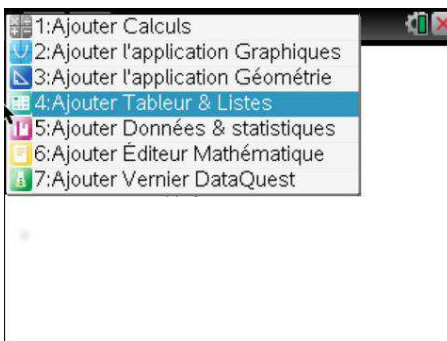 1:Ajouter Calculs
2:Ajouter l'application Graphiques
3:Ajouter l'application Géométrie
4:Ajouter Tableur & Listes
5:Ajouter Données & statistiques
6:Ajouter Éditeur Mathématique
7:Ajouter Vernier DataQuest